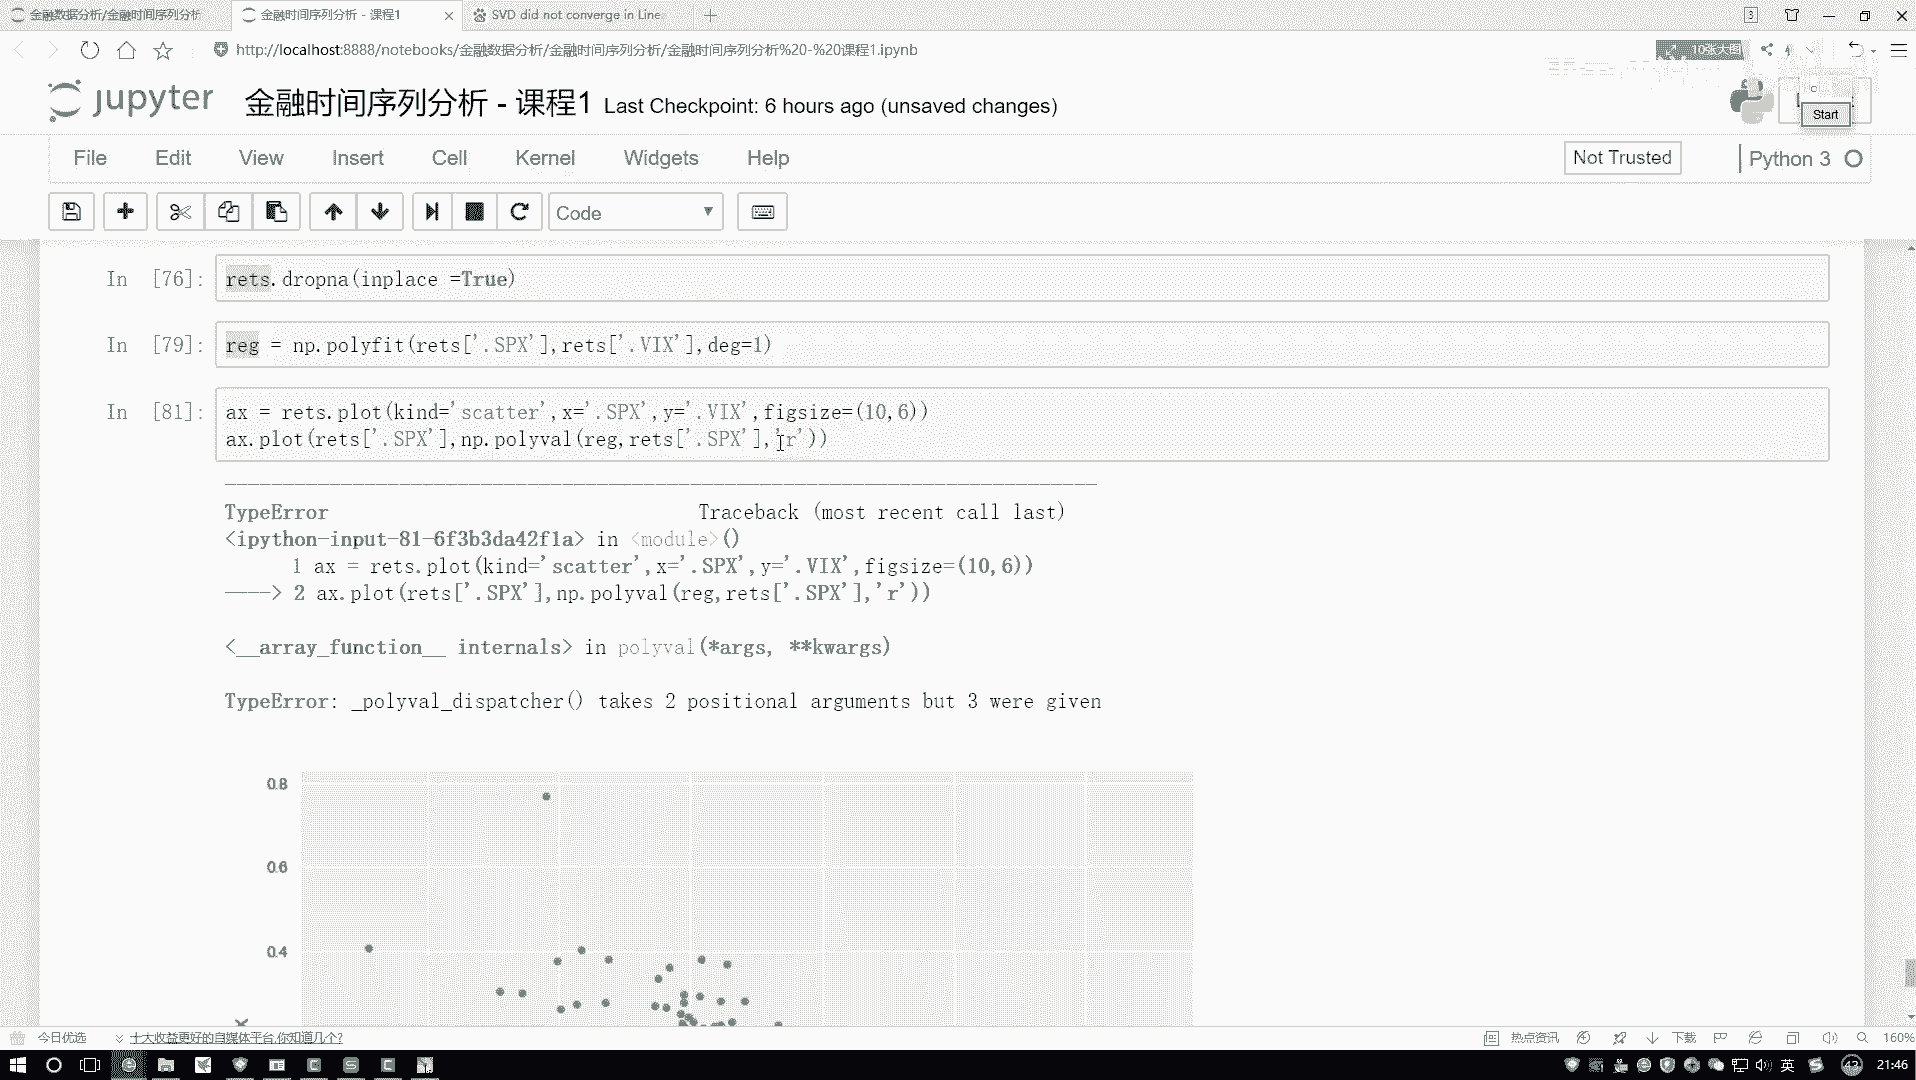 金融数据分析/金融时间序列分析
金融时间序列分析 - 课程1
SVD did not converge in Line
3
http://localhost:8888/notebooks/金融数据分析/金融时间序列分析/金融时间序列分析%20-%20课程1.ipynb
10张大图
jupyter 金融时间序列分析 - 课程1 Last Checkpoint: 6 hours ago (unsaved changes)
Start
File Edit View Insert Cell Kernel Widgets Help
Not Trusted
Python 3
Code
In [76]: rets.dropna(inplace =True)
In [79]: reg = np.polyfit(rets['.SPX'],rets['.VIX'],deg=1)
In [81]: ax = rets.plot(kind='scatter',x='.SPX',y='.VIX',figsize=(10,6))
ax.plot(rets['.SPX'],np.polyval(reg,rets['.SPX'],'r'))
TypeError Traceback (most recent call last)
<ipython-input-81-6f3b3da42f1a> in <module>()
1 ax = rets.plot(kind='scatter',x='.SPX',y='.VIX',figsize=(10,6))
----> 2 ax.plot(rets['.SPX'],np.polyval(reg,rets['.SPX'],'r'))
<__array_function__ internals> in polyval(*args, **kwargs)
TypeError: _polyval_dispatcher() takes 2 positional arguments but 3 were given
0.8
0.6
0.4
今日优选
十大收益更好的自媒体平台,你知道几个?
热点资讯
下载
160%
英
43
21:46